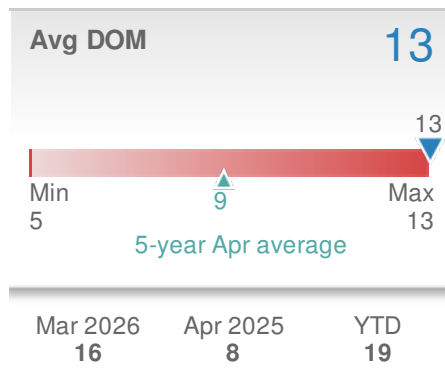 Avg DOM 13
13
Min 9 Max
5 13
5-year Apr average
Mar 2026 Apr 2025 YTD
16 8 19